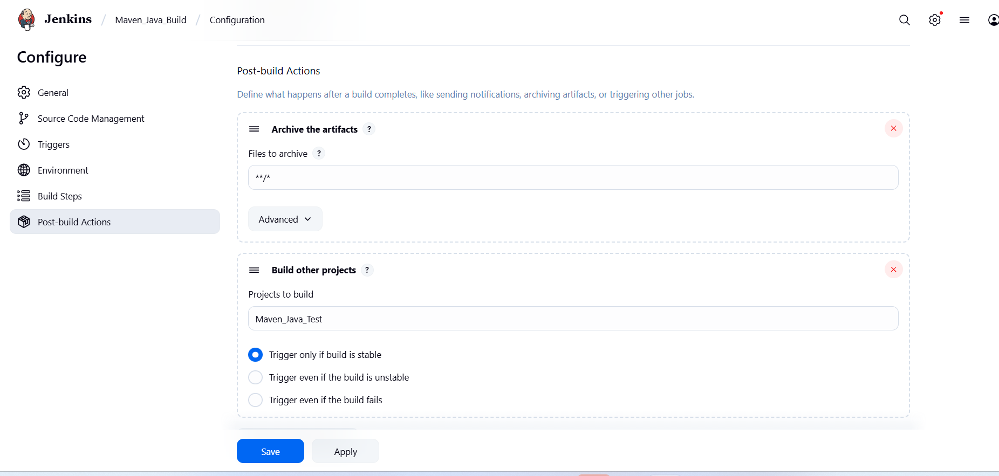 Jenkins / Maven_Java_Build / Configuration
Configure
General
Source Code Management
Triggers
Environment
Build Steps
Post-build Actions
Post-build Actions
Define what happens after a build completes, like sending notifications, archiving artifacts, or triggering other jobs.
Archive the artifacts ?
Files to archive ?
**/*
Advanced
Build other projects ?
Projects to build
Maven_Java_Test
Trigger only if build is stable
Trigger even if the build is unstable
Trigger even if the build fails
Save Apply